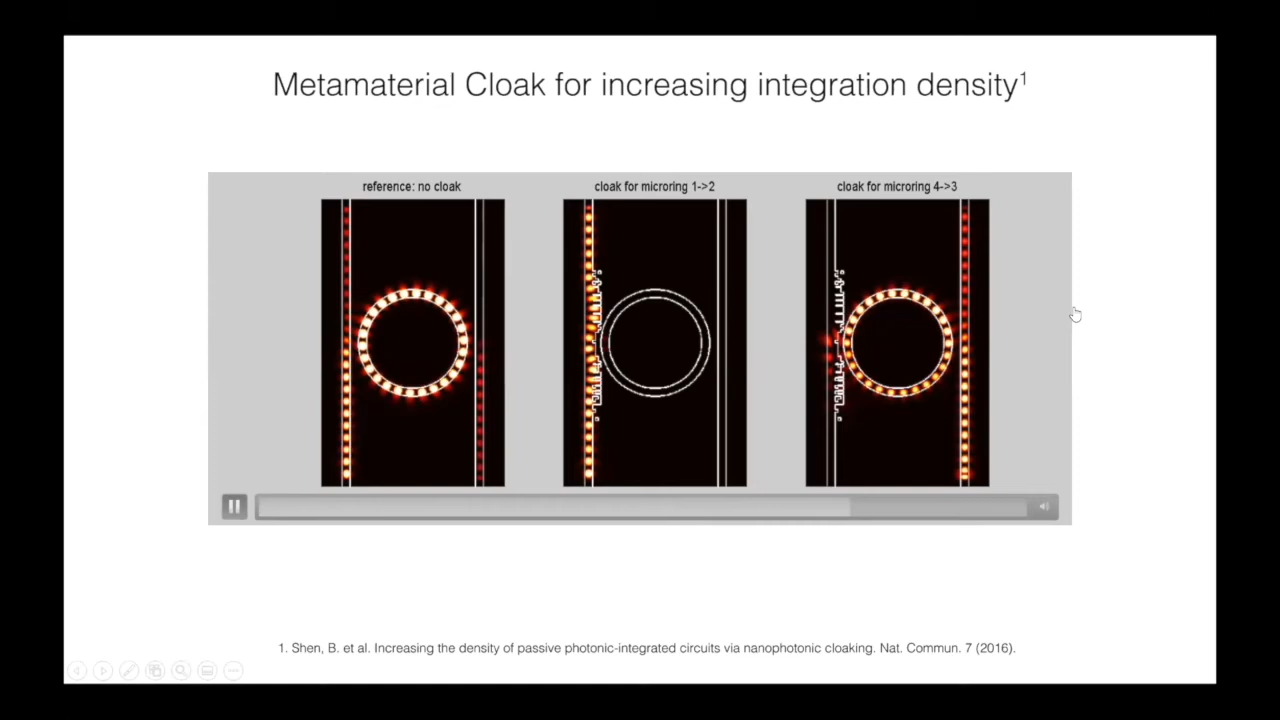 Metamaterial Cloak for increasing integration density¹
reference: no cloak
cloak for microring 1->2
cloak for microring 4->3
1. Shen, B. et al. Increasing the density of passive photonic-integrated circuits via nanophotonic cloaking. Nat. Commun. 7 (2016).